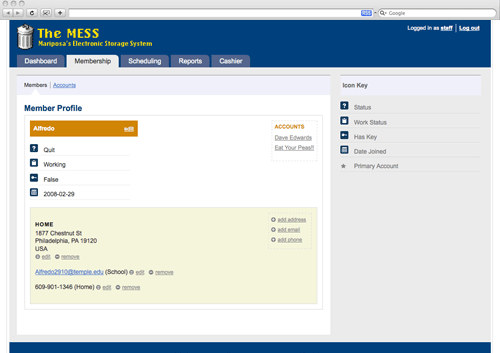 RSS
Google
The MESS
Mariposa's Electronic Storage System
Logged in as staff | Log out
Dashboard Membership Scheduling Reports Cashier
Members | Accounts
Member Profile
Alfredo edit
Quit
Working
False
2008-02-29
ACCOUNTS
Dave Edwards
Eat Your Peas!!
HOME
1877 Chestnut St
Philadelphia, PA 19120
USA
edit remove
Alfredo2910@temple.edu (School) edit remove
609-901-1346 (Home) edit remove
add address
add email
add phone
Icon Key
? Status
Work Status
Has Key
Date Joined
Primary Account